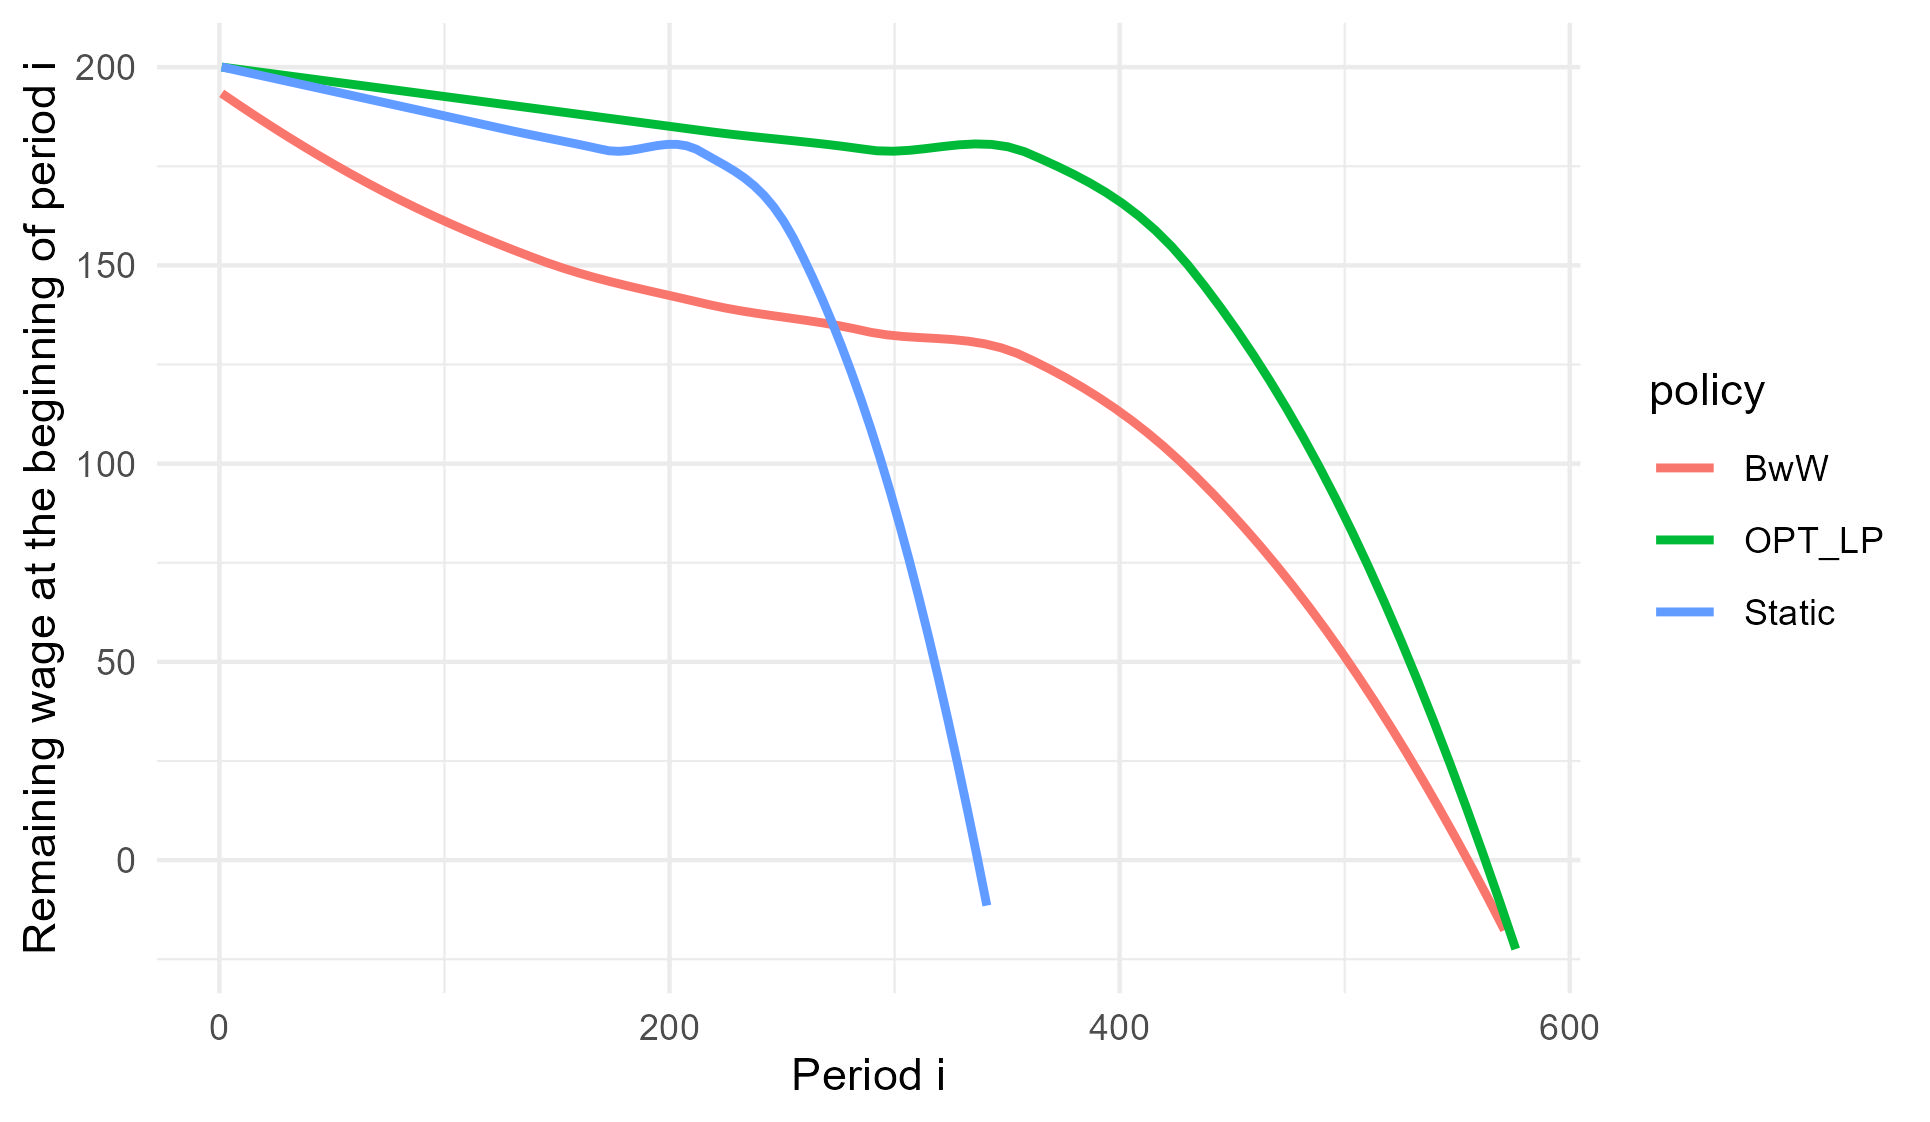 Remaining wage at the beginning of period i
200
150
100
50
0
0
200
400
600
Period i
policy
BwW
OPT_LP
Static